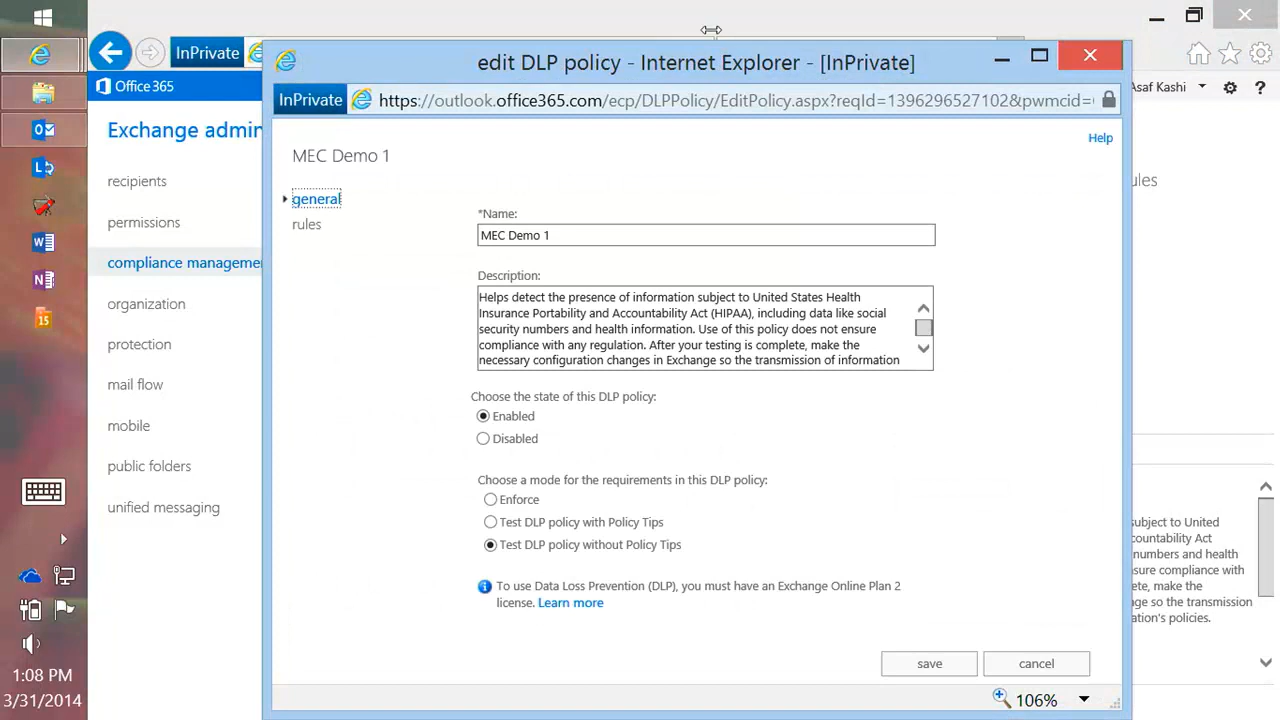 edit DLP policy - Internet Explorer - [InPrivate]
InPrivate
InPrivate
https://outlook.office365.com/ecp/DLPPolicy/EditPolicy.aspx?reqId=1396296527102&pwmcid=
Office 365
Asaf Kashi
?
Exchange admin
Help
MEC Demo 1
recipients
permissions
compliance manageme
organization
protection
mail flow
mobile
public folders
unified messaging
general
rules
*Name:
MEC Demo 1
Description:
Helps detect the presence of information subject to United States Health
Insurance Portability and Accountability Act (HIPAA), including data like social
security numbers and health information. Use of this policy does not ensure
compliance with any regulation. After your testing is complete, make the
necessary configuration changes in Exchange so the transmission of information
Choose the state of this DLP policy:
Enabled
Disabled
Choose a mode for the requirements in this DLP policy:
Enforce
Test DLP policy with Policy Tips
Test DLP policy without Policy Tips
To use Data Loss Prevention (DLP), you must have an Exchange Online Plan 2
license. Learn more
save
cancel
106%
ules
subject to United
countability Act
numbers and health
sure compliance with
te, make the
ge so the transmission
ation's policies.
15
1:08 PM
3/31/2014